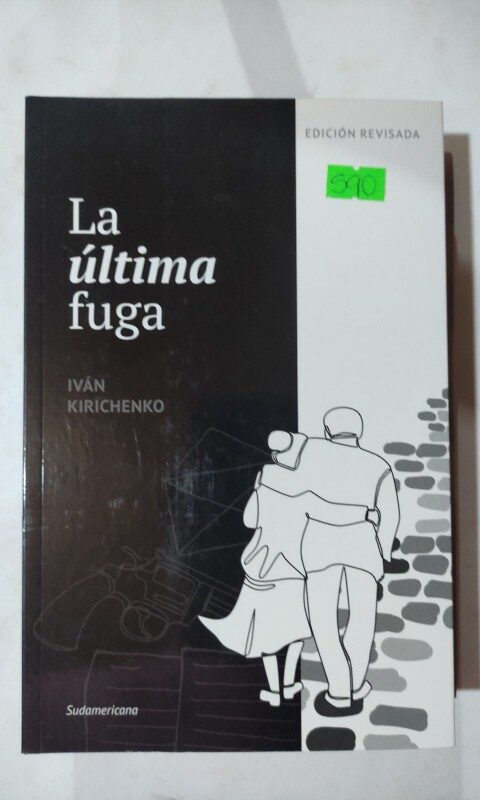 EDICIÓN REVISADA
590
La
última
fuga
IVÁN
KIRICHENKO
Sudamericana